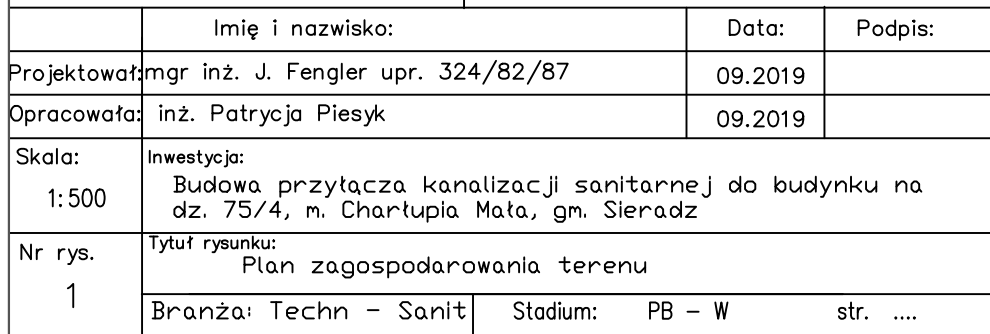 Imię i nazwisko: Data: Podpis:
Projektował: mgr inż. J. Fengler upr. 324/82/87 09.2019
Opracowała: inż. Patrycja Piesyk 09.2019
Skala: Inwestycja:
1:500 Budowa przyłącza kanalizacji sanitarnej do budynku na
dz. 75/4, m. Charłupia Mała, gm. Sieradz
Nr rys. Tytuł rysunku:
Plan zagospodarowania terenu
1
Branża: Techn - Sanit Stadium: PB - W str. ....